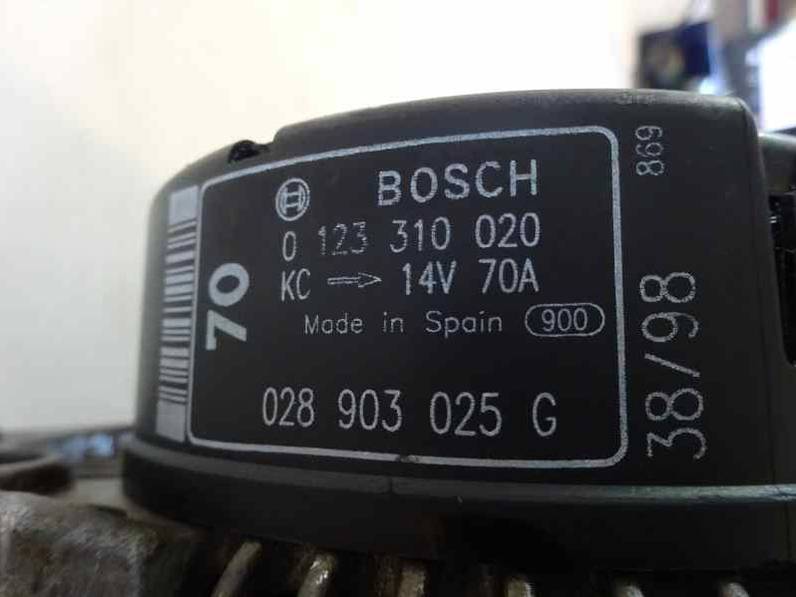 BOSCH
0 123 310 020
KC → 14V 70A
Made in Spain 900
028 903 025 G
70
869
38/98